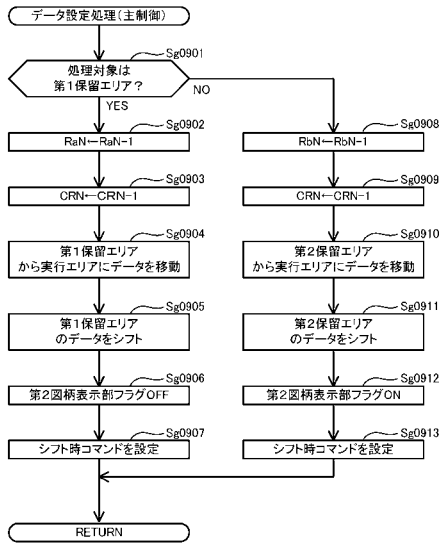 データ設定処理(主制御)
Sg0901
処理対象は
第1保留エリア?
YES
NO
Sg0902
RaN←RaN-1
Sg0903
CRN←CRN-1
Sg0904
第1保留エリア
から実行エリアにデータを移動
Sg0905
第1保留エリア
のデータをシフト
Sg0906
第2図柄表示部フラグOFF
Sg0907
シフト時コマンドを設定
Sg0908
RbN←RbN-1
Sg0909
CRN←CRN-1
Sg0910
第2保留エリア
から実行エリアにデータを移動
Sg0911
第2保留エリア
のデータをシフト
Sg0912
第2図柄表示部フラグON
Sg0913
シフト時コマンドを設定
RETURN